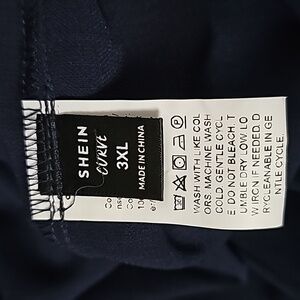 SHEIN
CURVE
3XL
MADE IN CHINA
WASH WITH LIKE COL
ORS MACHINE WASH
COLD GENTLE CYCL
E DO NOT BLEACH.T
UMBLE DRY LOW LO
W IRON IF NEEDED. D
RYCLEANABLE IN GE
NTLE CYCLE.